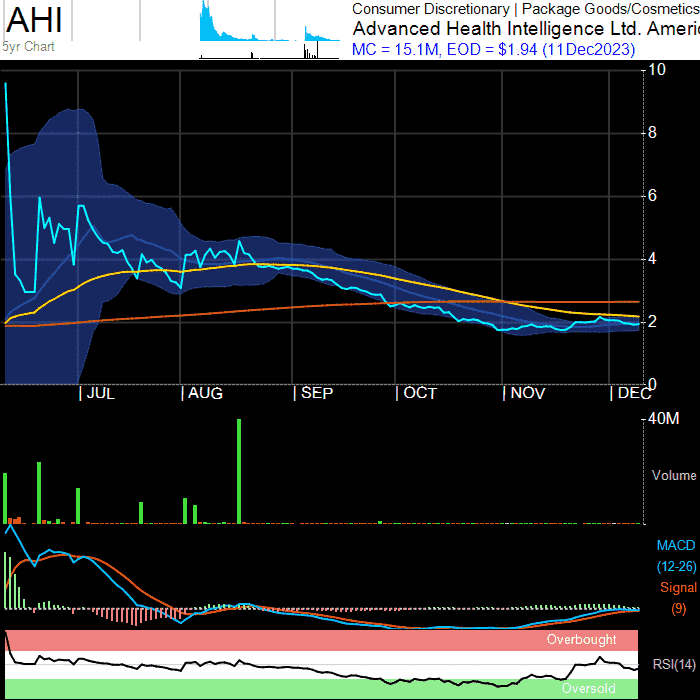 AHI
5yr Chart
Consumer Discretionary | Package Goods/Cosmetics
Advanced Health Intelligence Ltd. Americ
MC = 15.1M, EOD = $1.94 (11Dec2023)
10
8
6
4
2
0
| JUL | AUG | SEP | OCT | NOV | DEC
40M
Volume
MACD
(12-26)
Signal
(9)
Overbought
RSI(14)
Oversold